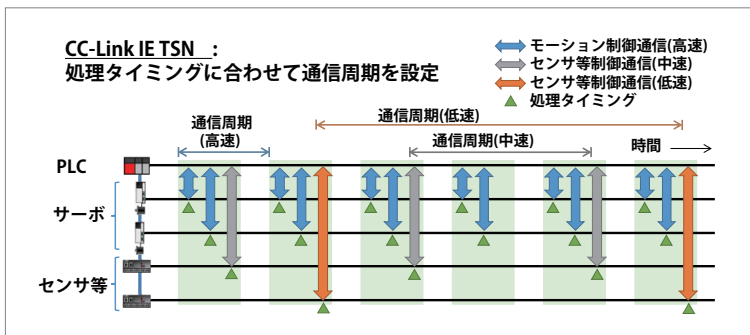 CC-Link IE TSN :
処理タイミングに合わせて通信周期を設定
モーション制御通信(高速)
センサ等制御通信(中速)
センサ等制御通信(低速)
処理タイミング
通信周期
(高速)
通信周期(低速)
通信周期(中速)
時間
PLC
サーボ
センサ等